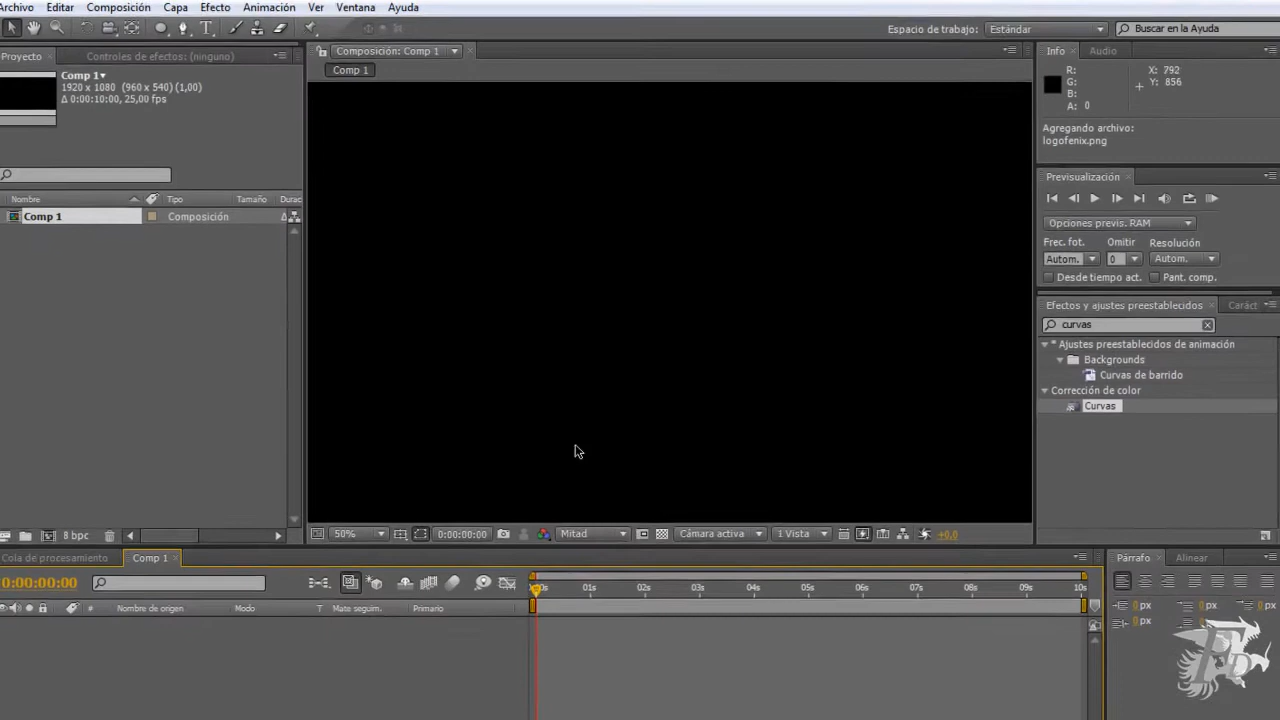 Archivo Editar Composición Capa Efecto Animación Ver Ventana Ayuda
Espacio de trabajo: Estándar Buscar en la Ayuda
Proyecto Controles de efectos: (ninguno)
Comp 1
1920 x 1080 (960 x 540) (1,00)
Δ 0:00:10:00, 25,00 fps
Nombre Tipo Tamaño Durac
Comp 1 Composición
8 bpc
Composición: Comp 1
Comp 1
50% 0:00:00:00 Mitad Cámara activa 1 Vista +0,0
Info Audio
R: X: 792
G: Y: 856
B:
A: 0
Agregando archivo:
logofenix.png
Previsualización
Opciones previs. RAM
Frec. fot. Omitir Resolución
Autom. 0 Autom.
Desde tiempo act. Pant. comp.
Efectos y ajustes preestablecidos Caráct
curvas
* Ajustes preestablecidos de animación
Backgrounds
Curvas de barrido
Corrección de color
Curvas
Cola de procesamiento Comp 1
0:00:00:00
# Nombre de origen Modo T Mate seguim. Primario
01s 02s 03s 04s 05s 06s 07s 08s 09s 10s
Párrafo Alinear
0 px 0 px 0 px
0 px